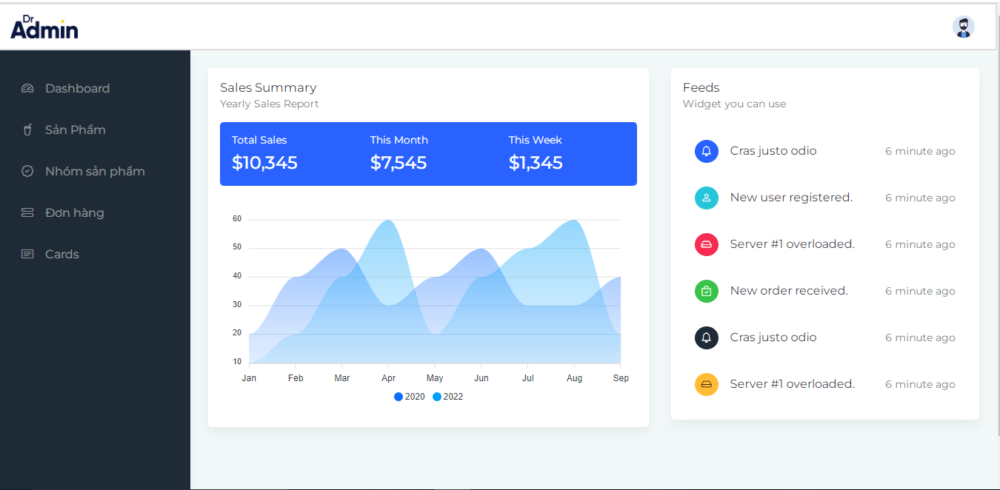 Dr
Admin
Dashboard
Sản Phẩm
Nhóm sản phẩm
Đơn hàng
Cards
Sales Summary
Yearly Sales Report
Total Sales This Month This Week
$10,345 $7,545 $1,345
60
50
40
30
20
10
Jan Feb Mar Apr May Jun Jul Aug Sep
2020 2022
Feeds
Widget you can use
Cras justo odio 6 minute ago
New user registered. 6 minute ago
Server #1 overloaded. 6 minute ago
New order received. 6 minute ago
Cras justo odio 6 minute ago
Server #1 overloaded. 6 minute ago